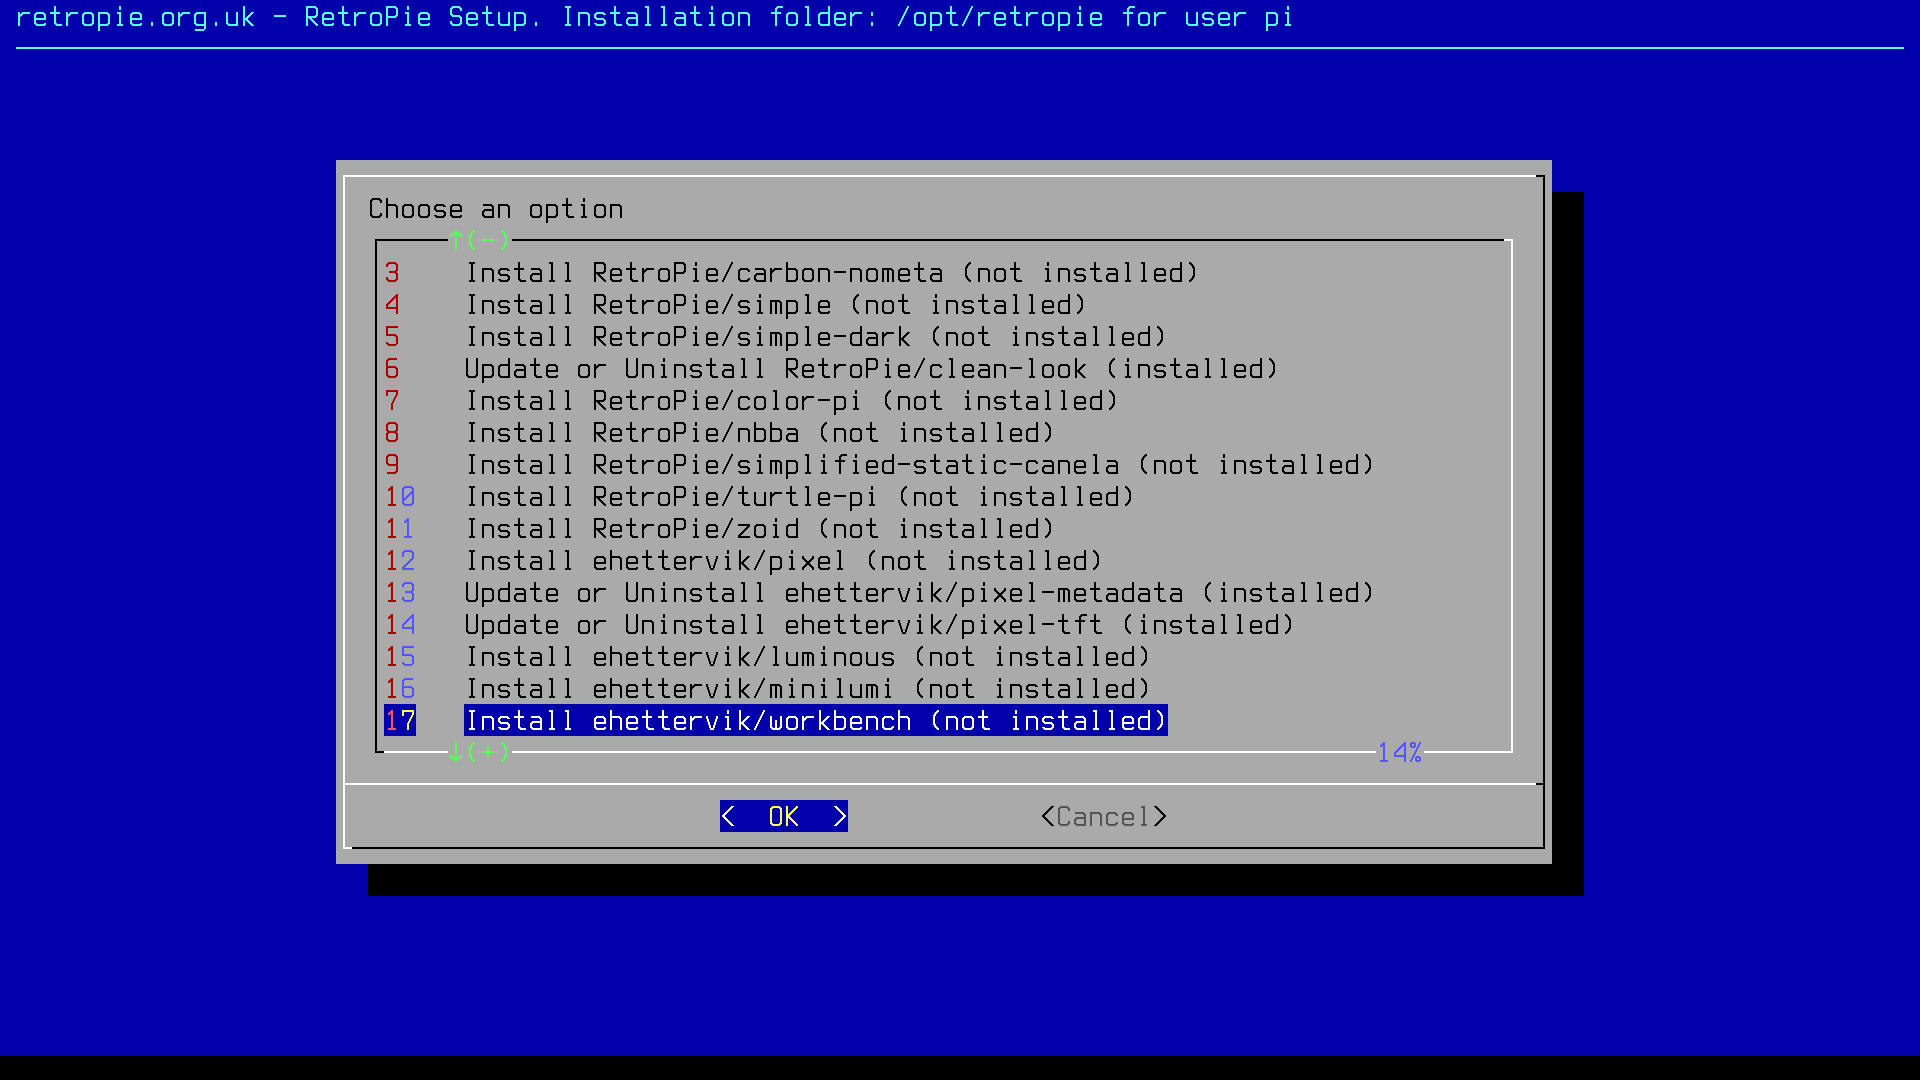 retropie.org.uk - RetroPie Setup. Installation folder: /opt/retropie for user pi
Choose an option
↑(-)
3 Install RetroPie/carbon-nometa (not installed)
4 Install RetroPie/simple (not installed)
5 Install RetroPie/simple-dark (not installed)
6 Update or Uninstall RetroPie/clean-look (installed)
7 Install RetroPie/color-pi (not installed)
8 Install RetroPie/nbba (not installed)
9 Install RetroPie/simplified-static-canela (not installed)
10 Install RetroPie/turtle-pi (not installed)
11 Install RetroPie/zoid (not installed)
12 Install ehettervik/pixel (not installed)
13 Update or Uninstall ehettervik/pixel-metadata (installed)
14 Update or Uninstall ehettervik/pixel-tft (installed)
15 Install ehettervik/luminous (not installed)
16 Install ehettervik/minilumi (not installed)
17 Install ehettervik/workbench (not installed)
↓(+) 14%
< OK > <Cancel>